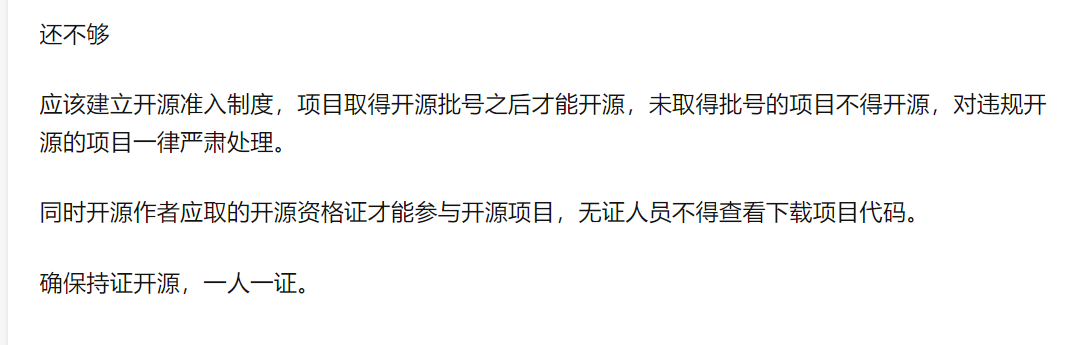 还不够
应该建立开源准入制度，项目取得开源批号之后才能开源，未取得批号的项目不得开源，对违规开
源的项目一律严肃处理。
同时开源作者应取的开源资格证才能参与开源项目，无证人员不得查看下载项目代码。
确保持证开源，一人一证。